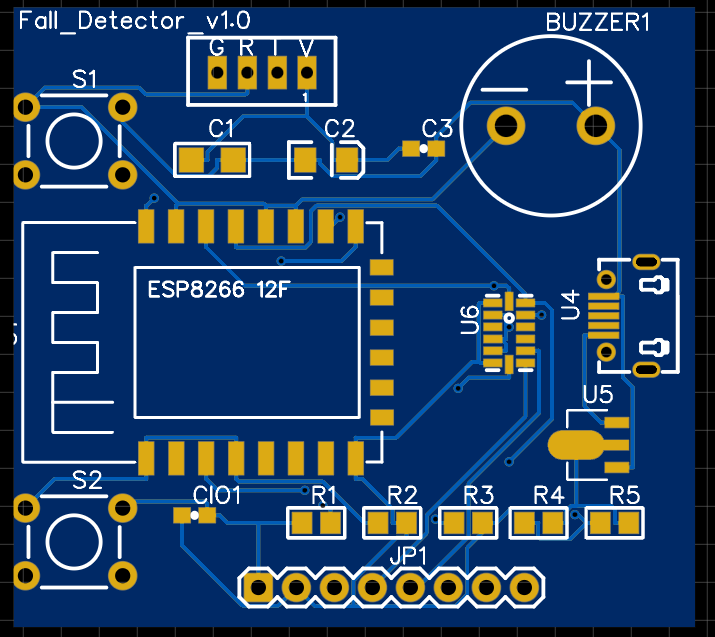 Fall_Detector_v1.0
BUZZER1
G R T V
1
S1
C1
C2
C3
ESP8266 12F
U6
U4
U5
S2
CIO1
R1
R2
R3
R4
R5
JP1